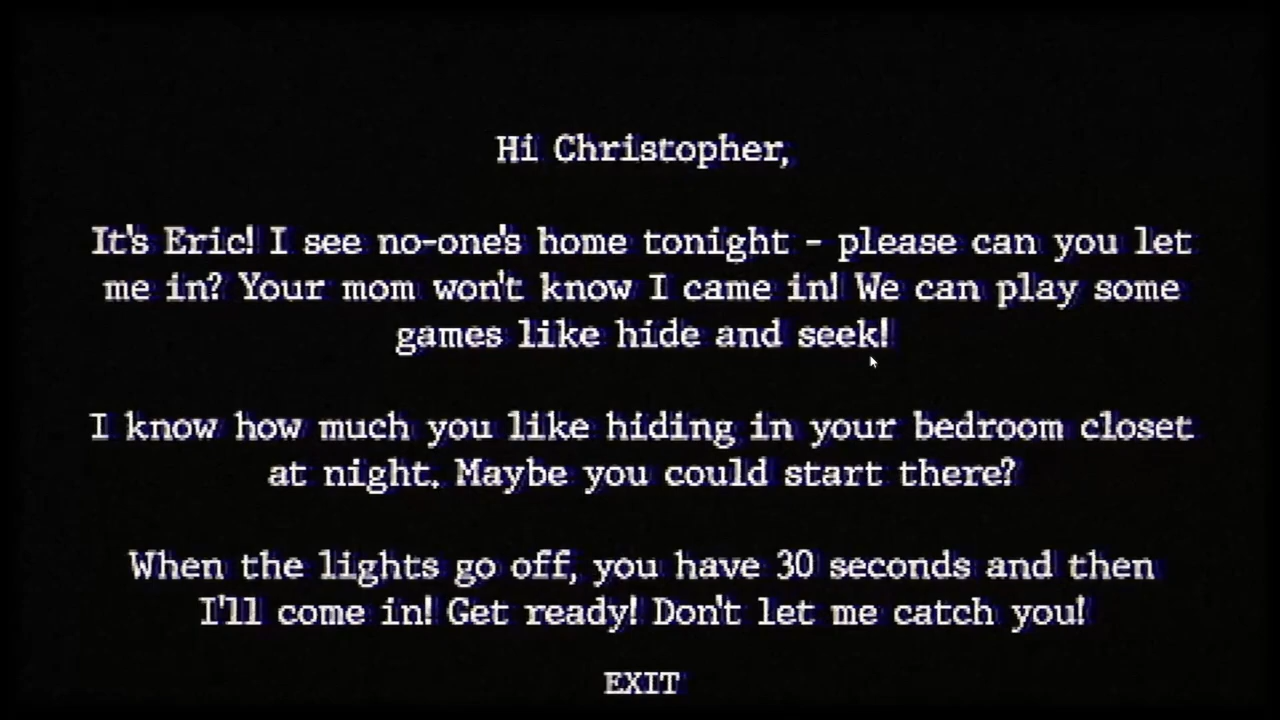 Hi Christopher,
It's Eric! I see no-one's home tonight - please can you let
me in? Your mom won't know I came in! We can play some
games like hide and seek!
I know how much you like hiding in your bedroom closet
at night. Maybe you could start there?
When the lights go off, you have 30 seconds and then
I'll come in! Get ready! Don't let me catch you!
EXIT